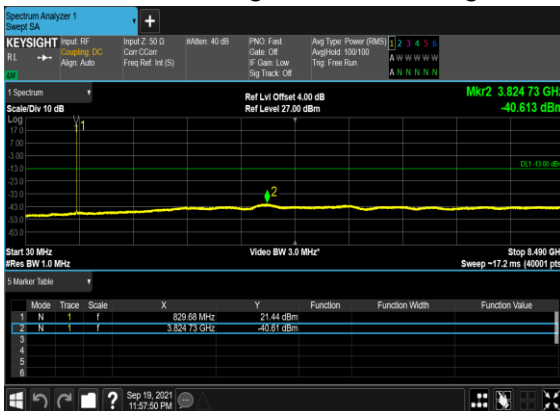 Spectrum Analyzer 1
Swept SA
+
KEYSIGHT Input: RF Input Z: 50 Ω #Atten: 40 dB PNO: Fast Avg Type: Power (RMS) 1 2 3 4 5 6
RL Coupling: DC Corr CCorr Gate: Off Avg|Hold: 100/100 A W W W W W
Align: Auto Freq Ref: Int (S) IF Gain: Low Trig: Free Run
LV Sig Track: Off A N N N N N
1 Spectrum Ref Lvl Offset 4.00 dB Mkr2 3.824 73 GHz
Scale/Div 10 dB Ref Level 27.00 dBm -40.613 dBm
Log
17.0
7.00
-3.00
-13.0
-23.0
-33.0
-43.0
-53.0
-63.0
1
DL1 -13.00 dBm
2
Start 30 MHz Video BW 3.0 MHz* Stop 8.490 GHz
#Res BW 1.0 MHz Sweep ~17.2 ms (40001 pts)
5 Marker Table
Mode Trace Scale X Y Function Function Width Function Value
1 N 1 f 829.68 MHz 21.44 dBm
2 N 1 f 3.824 73 GHz -40.61 dBm
3
4
5
6
? Sep 19, 2021
11:57:50 PM